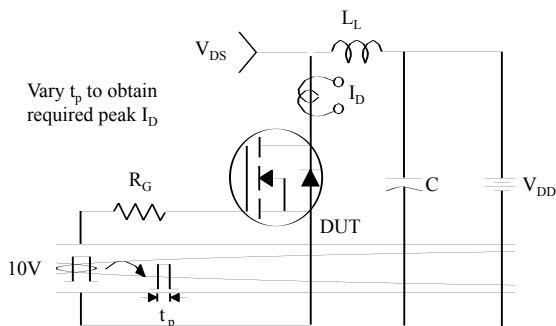 L_L
V_DS
I_D
Vary t_p to obtain
required peak I_D
R_G
C
V_DD
DUT
10V
t_p